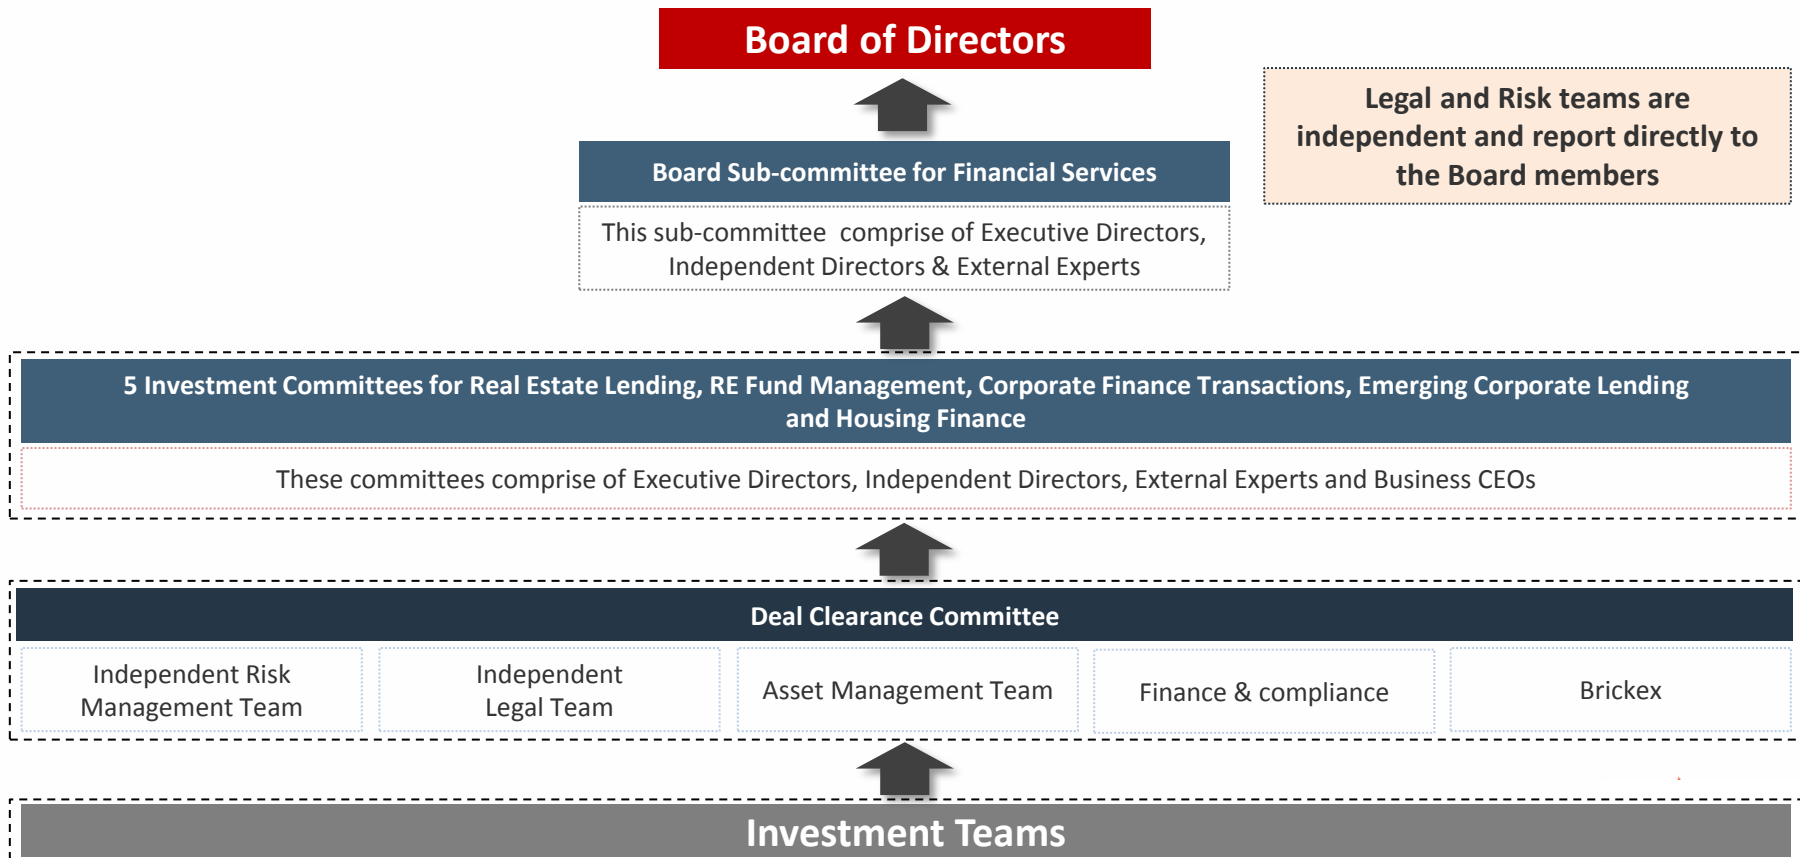 Board of Directors
Legal and Risk teams are
independent and report directly to
the Board members
Board Sub-committee for Financial Services
This sub-committee comprise of Executive Directors,
Independent Directors & External Experts
5 Investment Committees for Real Estate Lending, RE Fund Management, Corporate Finance Transactions, Emerging Corporate Lending
and Housing Finance
These committees comprise of Executive Directors, Independent Directors, External Experts and Business CEOs
Deal Clearance Committee
Independent Risk
Management Team
Independent
Legal Team
Asset Management Team
Finance & compliance
Brickex
Investment Teams